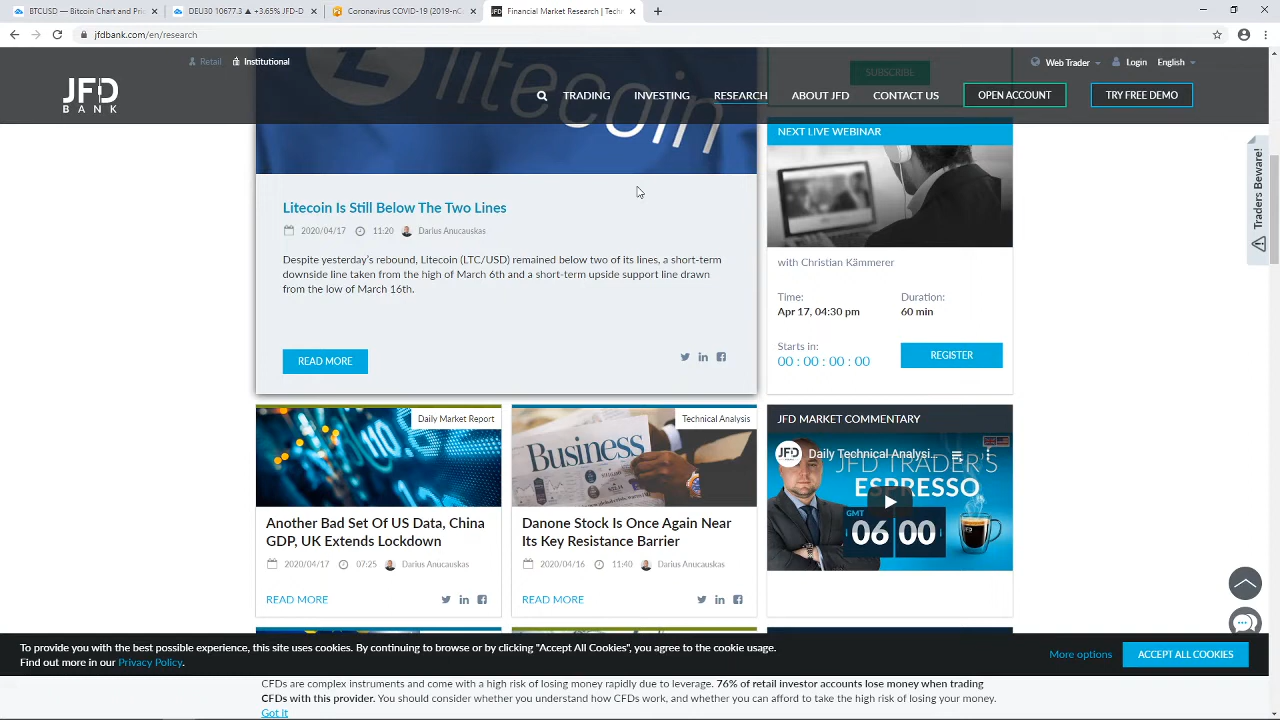 BTCUSD — Bitcoin Chart and Pric
DEU30 10677.3 ▲ +3.65% JFD-D
Coronavirus COVID-19 (2019-nC
Financial Market Research | Techn
jfdbank.com/en/research
Retail
Institutional
Web Trader
Login
English
JFD
BANK
TRADING
INVESTING
RESEARCH
ABOUT JFD
CONTACT US
OPEN ACCOUNT
TRY FREE DEMO
SUBSCRIBE
litecoin
Litecoin Is Still Below The Two Lines
2020/04/17 11:20 Darius Anucauskas
Despite yesterday's rebound, Litecoin (LTC/USD) remained below two of its lines, a short-term
downside line taken from the high of March 6th and a short-term upside support line drawn
from the low of March 16th.
READ MORE
NEXT LIVE WEBINAR
with Christian Kämmerer
Time:
Duration:
Apr 17, 04:30 pm
60 min
Starts in:
00 : 00 : 00 : 00
REGISTER
Traders Beware!
Daily Market Report
Another Bad Set Of US Data, China
GDP, UK Extends Lockdown
2020/04/17 07:25 Darius Anucauskas
READ MORE
Technical Analysis
Business
Danone Stock Is Once Again Near
Its Key Resistance Barrier
2020/04/16 11:40 Darius Anucauskas
READ MORE
JFD MARKET COMMENTARY
JFD
Daily Technical Analysi...
JFD TRADER'S
ESPRESSO
GMT
06 00
To provide you with the best possible experience, this site uses cookies. By continuing to browse or by clicking "Accept All Cookies", you agree to the cookie usage.
Find out more in our Privacy Policy.
More options
ACCEPT ALL COOKIES
CFDs are complex instruments and come with a high risk of losing money rapidly due to leverage. 76% of retail investor accounts lose money when trading
CFDs with this provider. You should consider whether you understand how CFDs work, and whether you can afford to take the high risk of losing your money.
Got it